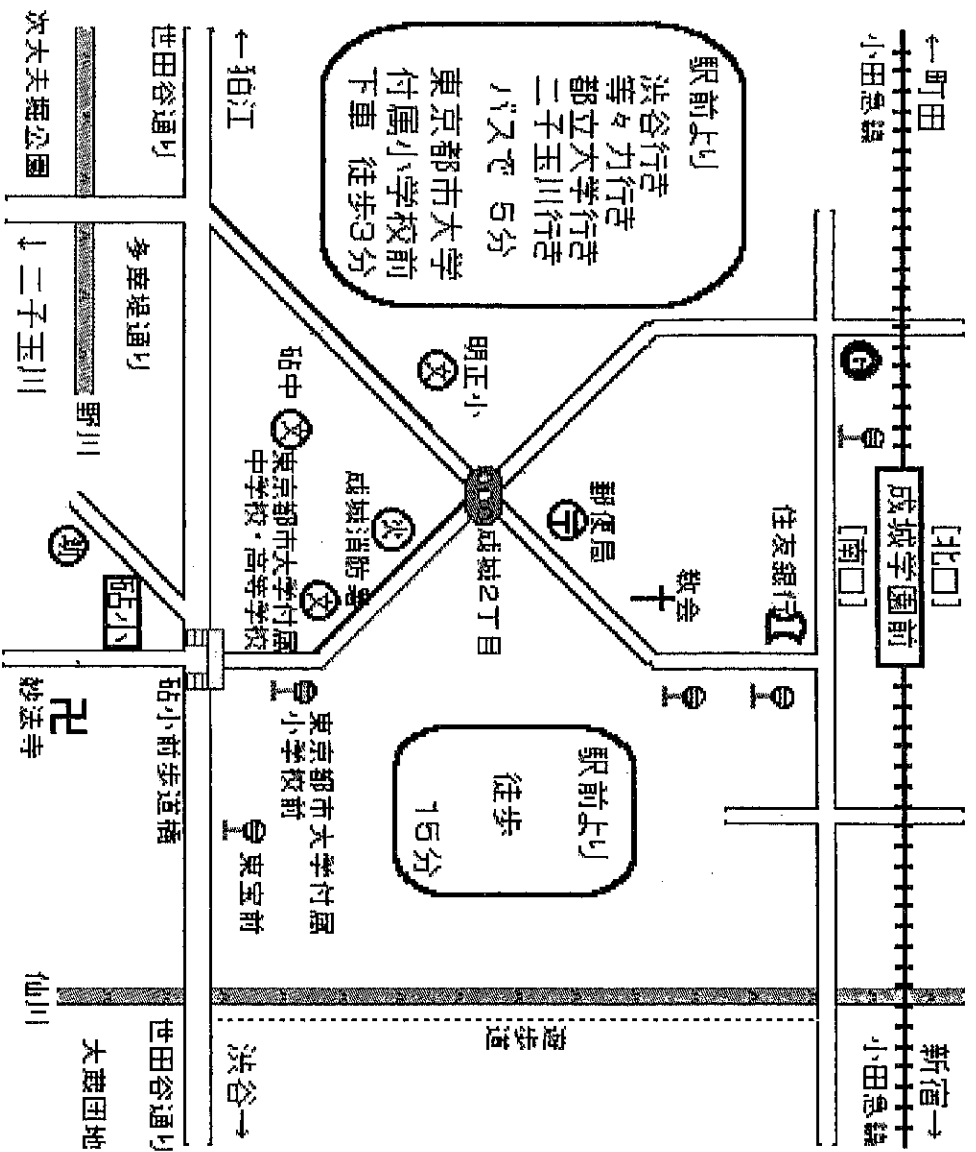 ←町田
小田急線
新宿→
小田急線
[北口]
成城学園前
[南口]
駅前より
渋谷行き
等々力行き
都立大学行き
二子玉川行き
バスで 5分
東京都市大学
付属小学校前
下車 徒歩3分
住友銀行
教会
郵便局
明正小
成城2丁目
駅前より
徒歩
15分
遊歩道
成城消防署
砧中
東京都市大学付属
中学校・高等学校
東京都市大学付属
小学校前
東宝前
←狛江
世田谷通り
渋谷→
世田谷通り
砧小前歩道橋
多摩堤通り
野川
次大夫堀公園
↓二子玉川
砧小
幼
妙法寺
仙川
大蔵団地